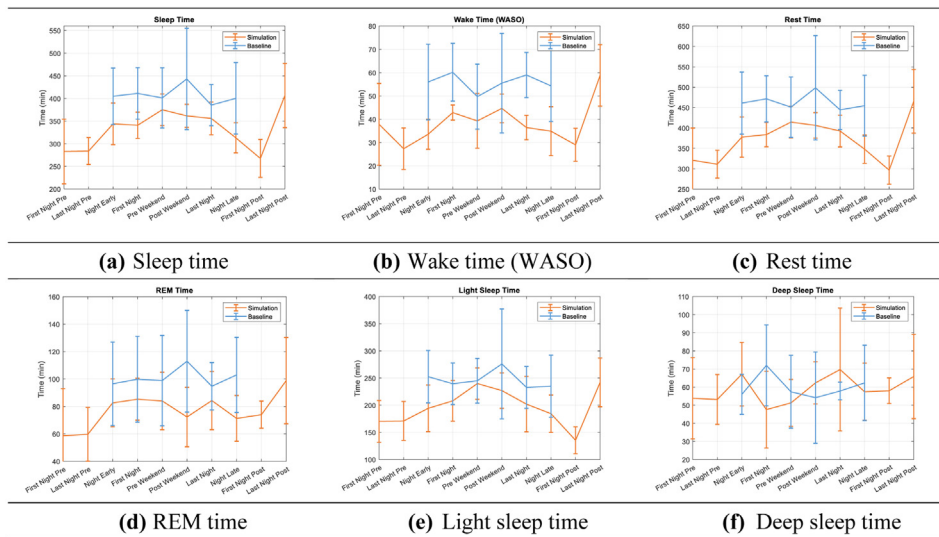 Sleep Time
Time (min)
550
500
450
400
350
300
250
200
Simulation
Baseline
First Night Pre
Last Night Pre
Night Early
First Night
Pre Weekend
Post Weekend
Last Night
Night Late
First Night Post
Last Night Post
(a) Sleep time
Wake Time (WASO)
Time (min)
80
70
60
50
40
30
20
10
Simulation
Baseline
First Night Pre
Last Night Pre
Night Early
First Night
Pre Weekend
Post Weekend
Last Night
Night Late
First Night Post
Last Night Post
(b) Wake time (WASO)
Rest Time
Time (min)
650
600
550
500
450
400
350
300
250
Simulation
Baseline
First Night Pre
Last Night Pre
Night Early
First Night
Pre Weekend
Post Weekend
Last Night
Night Late
First Night Post
Last Night Post
(c) Rest time
REM Time
Time (min)
160
140
120
100
80
60
40
Simulation
Baseline
First Night Pre
Last Night Pre
Night Early
First Night
Pre Weekend
Post Weekend
Last Night
Night Late
First Night Post
Last Night Post
(d) REM time
Light Sleep Time
Time (min)
400
350
300
250
200
150
100
Simulation
Baseline
First Night Pre
Last Night Pre
Night Early
First Night
Pre Weekend
Post Weekend
Last Night
Night Late
First Night Post
Last Night Post
(e) Light sleep time
Deep Sleep Time
Time (min)
110
100
90
80
70
60
50
40
30
20
Simulation
Baseline
First Night Pre
Last Night Pre
Night Early
First Night
Pre Weekend
Post Weekend
Last Night
Night Late
First Night Post
Last Night Post
(f) Deep sleep time